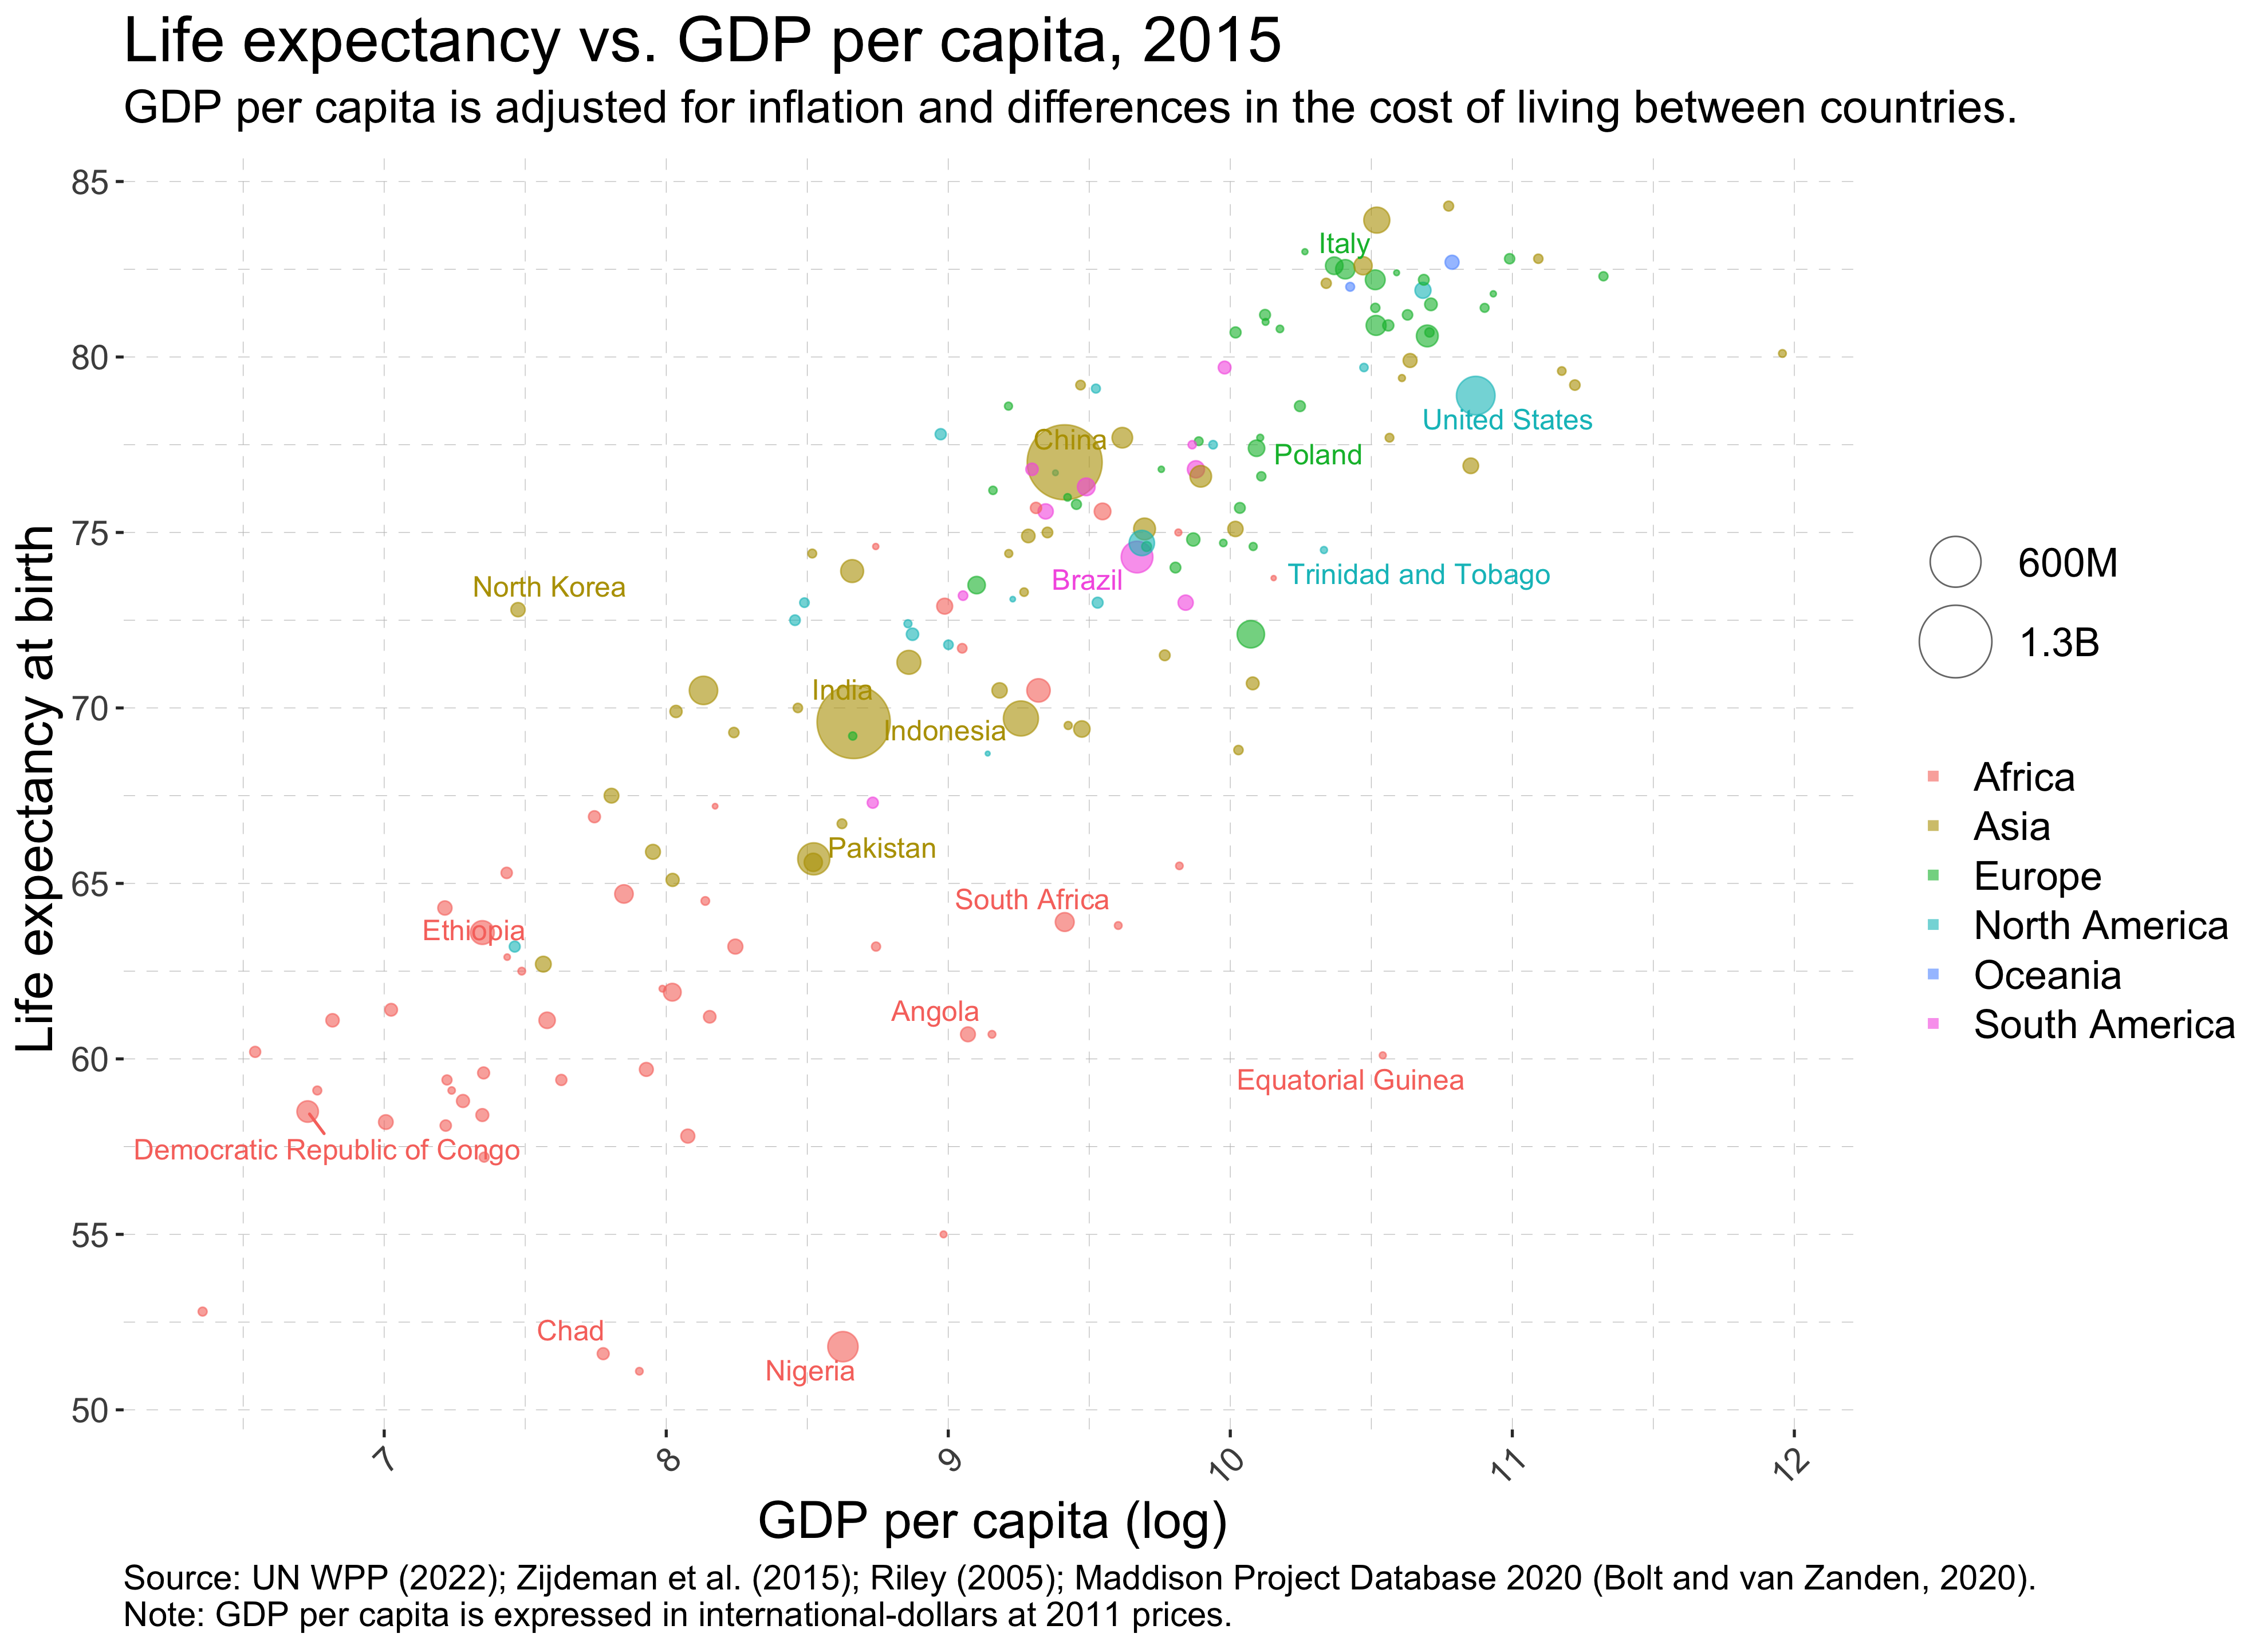 Life expectancy vs. GDP per capita, 2015
GDP per capita is adjusted for inflation and differences in the cost of living between countries.
Life expectancy at birth
85
80
75
70
65
60
55
50
Italy
United States
China
Poland
North Korea
Brazil
Trinidad and Tobago
India
Indonesia
Pakistan
South Africa
Ethiopia
Angola
Equatorial Guinea
Democratic Republic of Congo
Chad
Nigeria
600M
1.3B
Africa
Asia
Europe
North America
Oceania
South America
7
8
9
10
11
12
GDP per capita (log)
Source: UN WPP (2022); Zijdeman et al. (2015); Riley (2005); Maddison Project Database 2020 (Bolt and van Zanden, 2020).
Note: GDP per capita is expressed in international-dollars at 2011 prices.